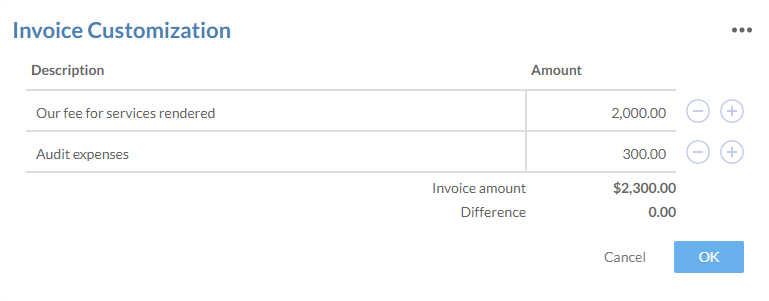 Invoice Customization
Description Amount
Our fee for services rendered 2,000.00
Audit expenses 300.00
Invoice amount $2,300.00
Difference 0.00
Cancel OK